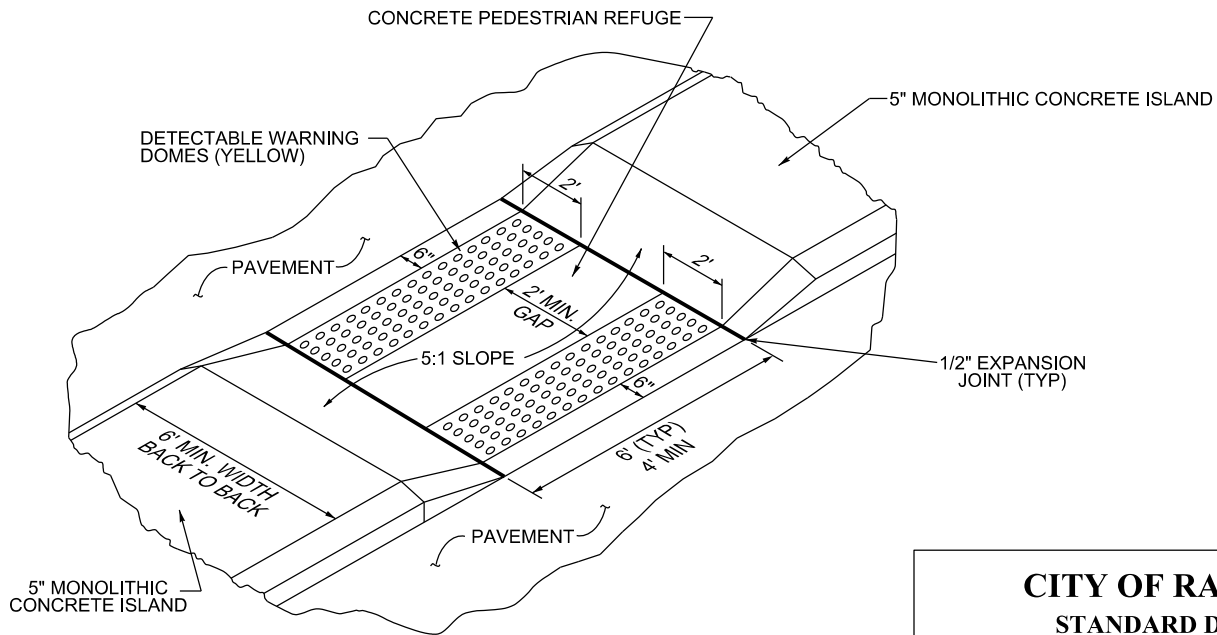 CONCRETE PEDESTRIAN REFUGE
5" MONOLITHIC CONCRETE ISLAND
DETECTABLE WARNING
DOMES (YELLOW)
2'
PAVEMENT
6"
2'
2' MIN.
GAP
5:1 SLOPE
1/2" EXPANSION
JOINT (TYP)
6"
6' (TYP)
4' MIN
6' MIN. WIDTH
BACK TO BACK
PAVEMENT
5" MONOLITHIC
CONCRETE ISLAND
CITY OF RA
STANDARD D